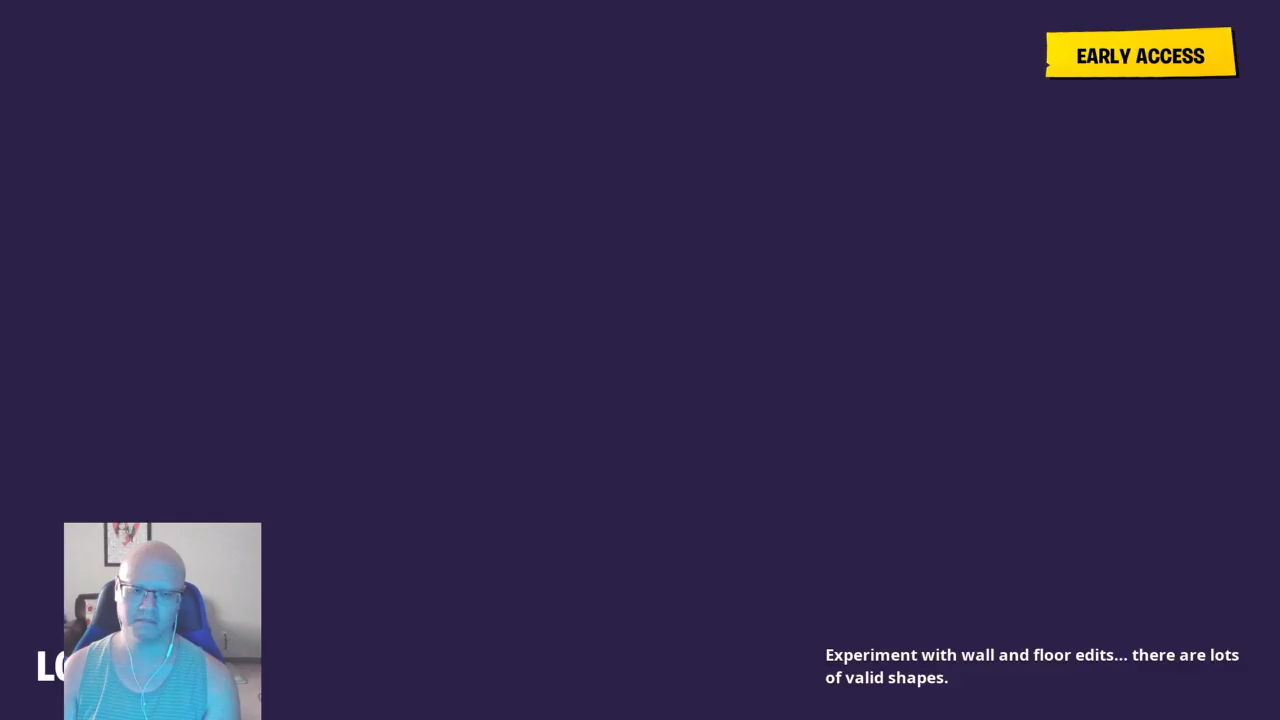 EARLY ACCESS
Experiment with wall and floor edits... there are lots
of valid shapes.